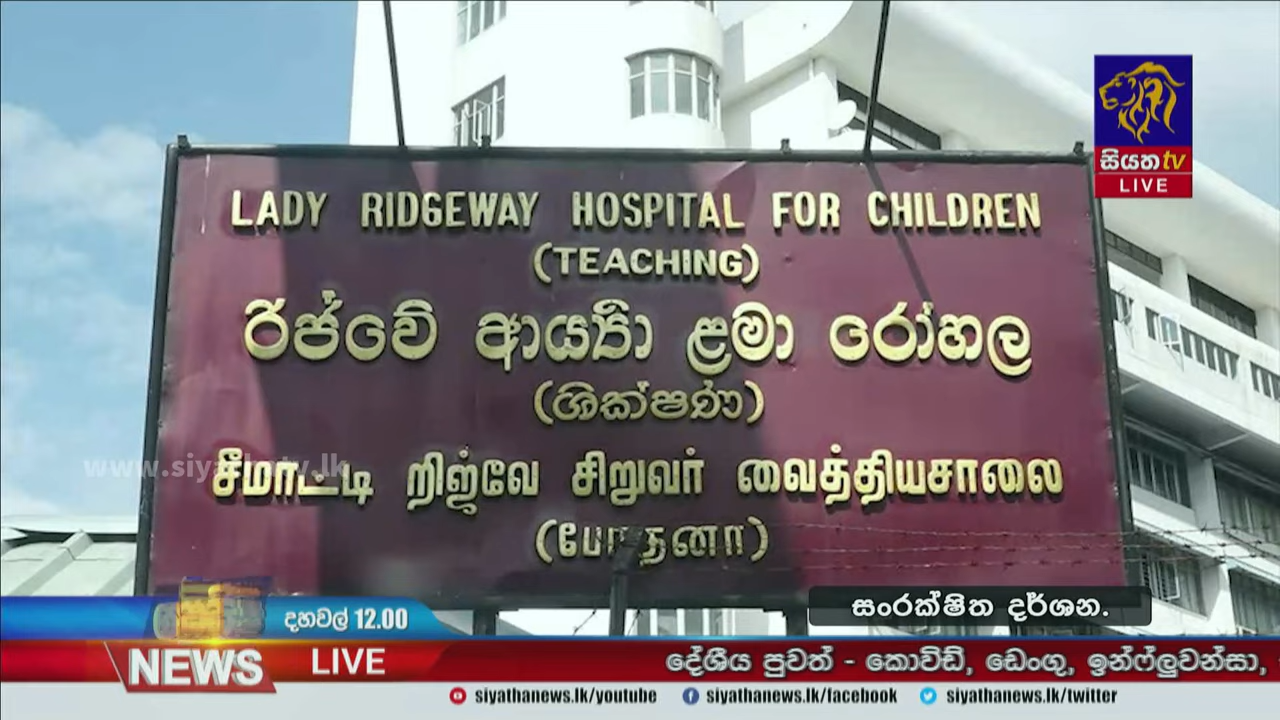 සියත tv
LIVE
LADY RIDGEWAY HOSPITAL FOR CHILDREN
(TEACHING)
රිජ්වේ ආර්‍ය්‍යා ළමා රෝහල
(ශික්ෂණ)
சீமாட்டி றிஜ்வே சிறுவர் வைத்தியசாலை
(போதனா)
www.siyathatv.lk
සංරක්ෂිත දර්ශන.
දහවල් 12.00
NEWS LIVE
දේශීය පුවත් - කොවිඩ්, ඩෙංගු, ඉන්ෆ්ලුවන්සා,
siyathanews.lk/youtube siyathanews.lk/facebook siyathanews.lk/twitter